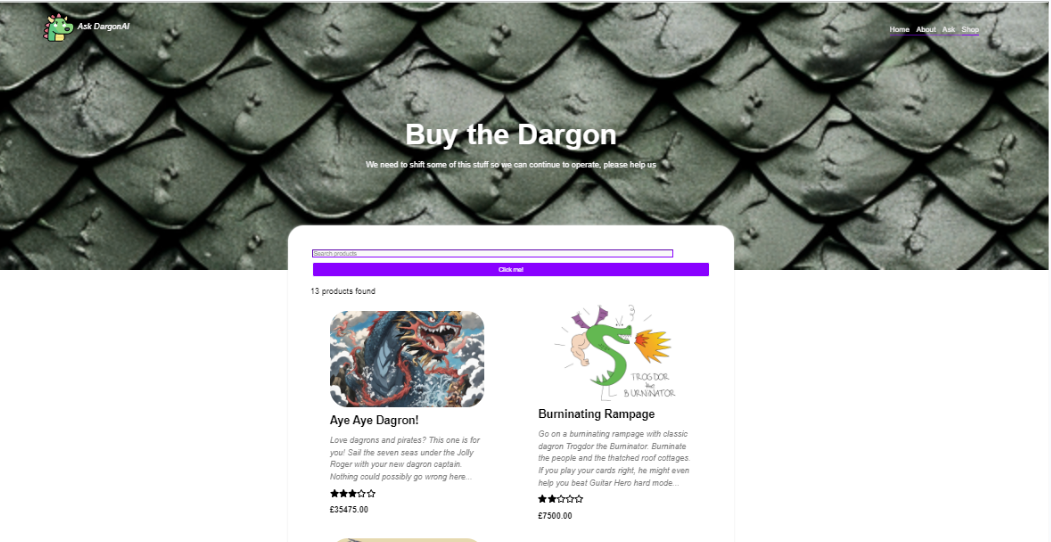 Ask DargonAI
Home About Ask Shop
Buy the Dargon
We need to shift some of this stuff so we can continue to operate, please help us
Search products
Click me!
13 products found
Aye Aye Dagron!
Love dagrons and pirates? This one is for
you! Sail the seven seas under the Jolly
Roger with your new dagron captain.
Nothing could possibly go wrong here...
£35475.00
TROGDOR
the
BURNINATOR
Burninating Rampage
Go on a burninating rampage with classic
dagron Trogdor the Burninator. Burninate
the people and the thatched roof cottages.
If you play your cards right, he might even
help you beat Guitar Hero hard mode...
£7500.00